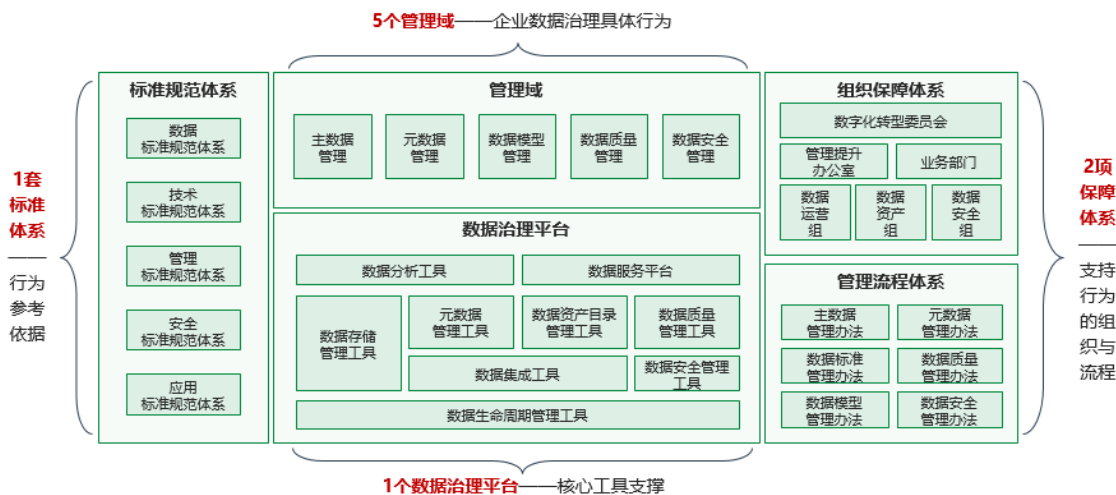 5个管理域——企业数据治理具体行为
1套
标准
体系
——
行为
参考
依据
标准规范体系
数据
标准规范体系
技术
标准规范体系
管理
标准规范体系
安全
标准规范体系
应用
标准规范体系
管理域
主数据
管理
元数据
管理
数据模型
管理
数据质量
管理
数据安全
管理
数据治理平台
数据分析工具
数据服务平台
数据存储
管理工具
元数据
管理工具
数据资产目录
管理工具
数据质量
管理工具
数据集成工具
数据安全管理
工具
数据生命周期管理工具
组织保障体系
数字化转型委员会
管理提升
办公室
业务部门
数据
运营
组
数据
资产
组
数据
安全
组
管理流程体系
主数据
管理办法
元数据
管理办法
数据标准
管理办法
数据质量
管理办法
数据模型
管理办法
数据安全
管理办法
2项
保障
体系
——
支持
行为
的组
织与
流程
1个数据治理平台——核心工具支撑